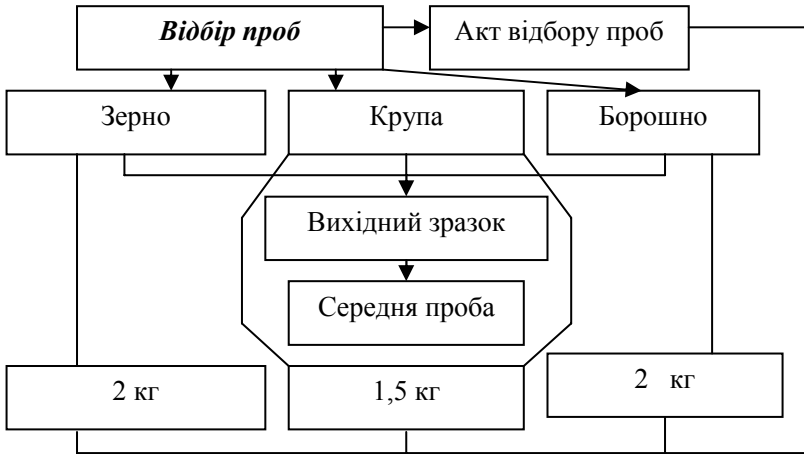 Відбір проб
Акт відбору проб
Зерно
Крупа
Борошно
Вихідний зразок
Середня проба
2 кг
1,5 кг
2 кг